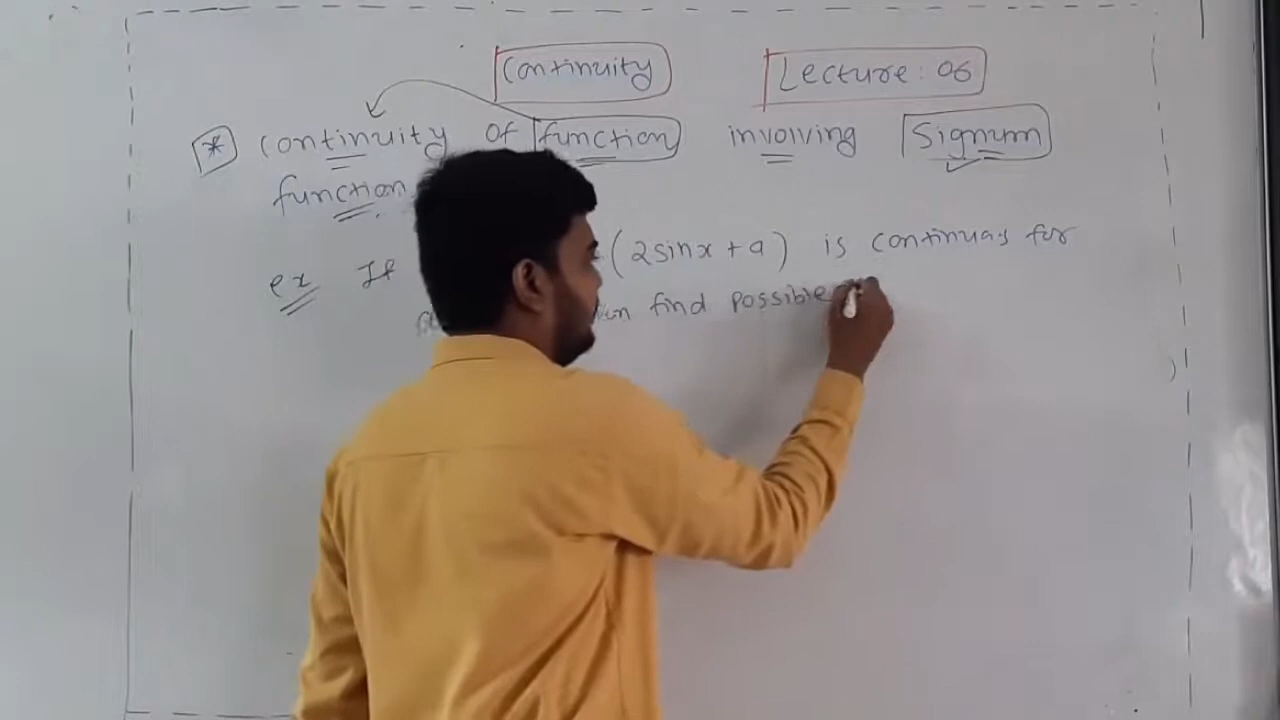 Continuity Lecture: 06
* Continuity of function involving Signum
function
ex If (2sinx + a) is continuous for
find possible